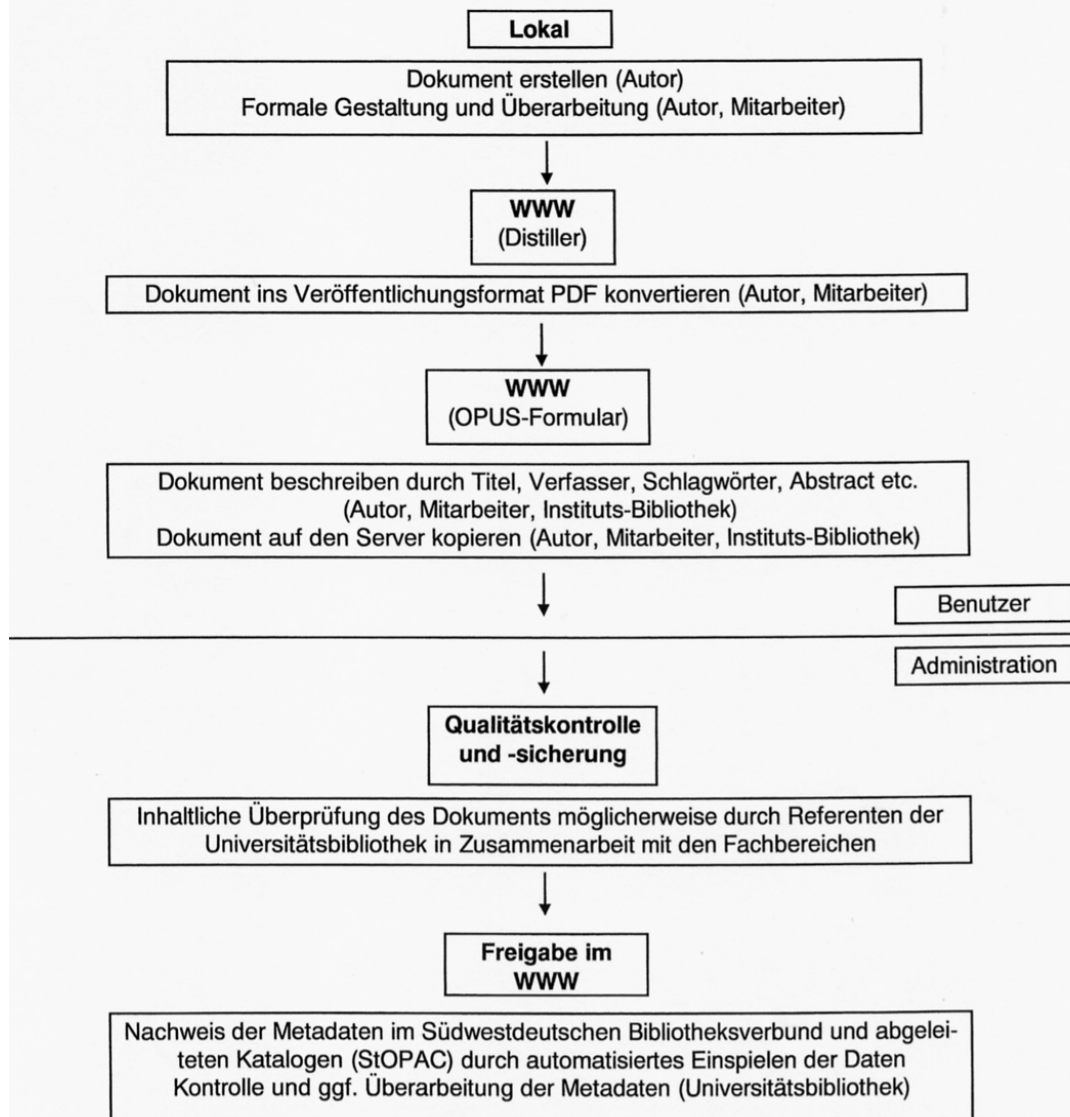 Lokal
Dokument erstellen (Autor)
Formale Gestaltung und Überarbeitung (Autor, Mitarbeiter)
WWW
(Distiller)
Dokument ins Veröffentlichungsformat PDF konvertieren (Autor, Mitarbeiter)
WWW
(OPUS-Formular)
Dokument beschreiben durch Titel, Verfasser, Schlagwörter, Abstract etc.
(Autor, Mitarbeiter, Instituts-Bibliothek)
Dokument auf den Server kopieren (Autor, Mitarbeiter, Instituts-Bibliothek)
Benutzer
Administration
Qualitätskontrolle
und -sicherung
Inhaltliche Überprüfung des Dokuments möglicherweise durch Referenten der
Universitätsbibliothek in Zusammenarbeit mit den Fachbereichen
Freigabe im
WWW
Nachweis der Metadaten im Südwestdeutschen Bibliotheksverbund und abgelei-
teten Katalogen (StOPAC) durch automatisiertes Einspielen der Daten
Kontrolle und ggf. Überarbeitung der Metadaten (Universitätsbibliothek)